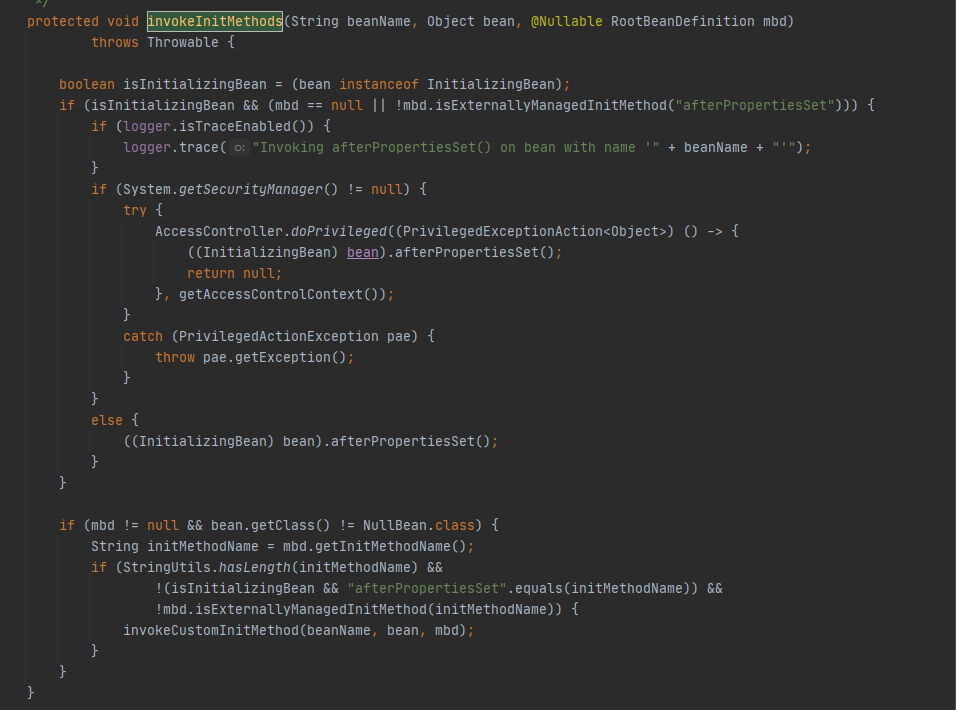 */
protected void invokeInitMethods(String beanName, Object bean, @Nullable RootBeanDefinition mbd)
        throws Throwable {

    boolean isInitializingBean = (bean instanceof InitializingBean);
    if (isInitializingBean && (mbd == null || !mbd.isExternallyManagedInitMethod("afterPropertiesSet"))) {
        if (logger.isTraceEnabled()) {
            logger.trace( o: "Invoking afterPropertiesSet() on bean with name '" + beanName + "'");
        }
        if (System.getSecurityManager() != null) {
            try {
                AccessController.doPrivileged((PrivilegedExceptionAction<Object>) () -> {
                    ((InitializingBean) bean).afterPropertiesSet();
                    return null;
                }, getAccessControlContext());
            }
            catch (PrivilegedActionException pae) {
                throw pae.getException();
            }
        }
        else {
            ((InitializingBean) bean).afterPropertiesSet();
        }
    }

    if (mbd != null && bean.getClass() != NullBean.class) {
        String initMethodName = mbd.getInitMethodName();
        if (StringUtils.hasLength(initMethodName) &&
                !(isInitializingBean && "afterPropertiesSet".equals(initMethodName)) &&
                !mbd.isExternallyManagedInitMethod(initMethodName)) {
            invokeCustomInitMethod(beanName, bean, mbd);
        }
    }
}